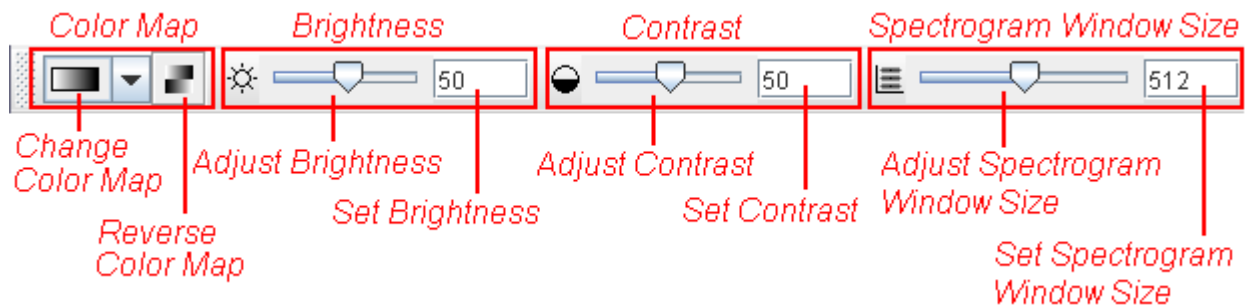 Color Map
Brightness
Contrast
Spectrogram Window Size
50
50
512
Change
Color Map
Adjust Brightness
Adjust Contrast
Adjust Spectrogram
Window Size
Set Brightness
Set Contrast
Reverse
Color Map
Set Spectrogram
Window Size